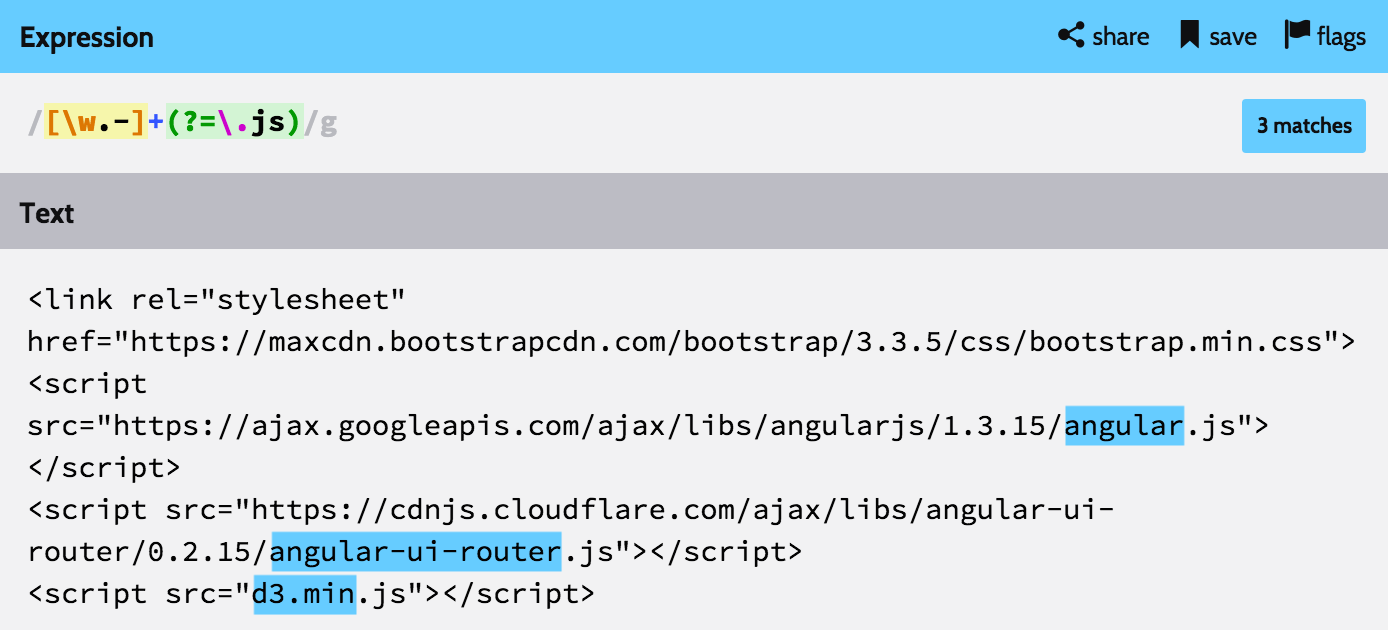 Expression share save flags
/[\w.-]+(?=\.js)/g 3 matches
Text
<link rel="stylesheet"
href="https://maxcdn.bootstrapcdn.com/bootstrap/3.3.5/css/bootstrap.min.css">
<script
src="https://ajax.googleapis.com/ajax/libs/angularjs/1.3.15/angular.js">
</script>
<script src="https://cdnjs.cloudflare.com/ajax/libs/angular-ui-
router/0.2.15/angular-ui-router.js"></script>
<script src="d3.min.js"></script>